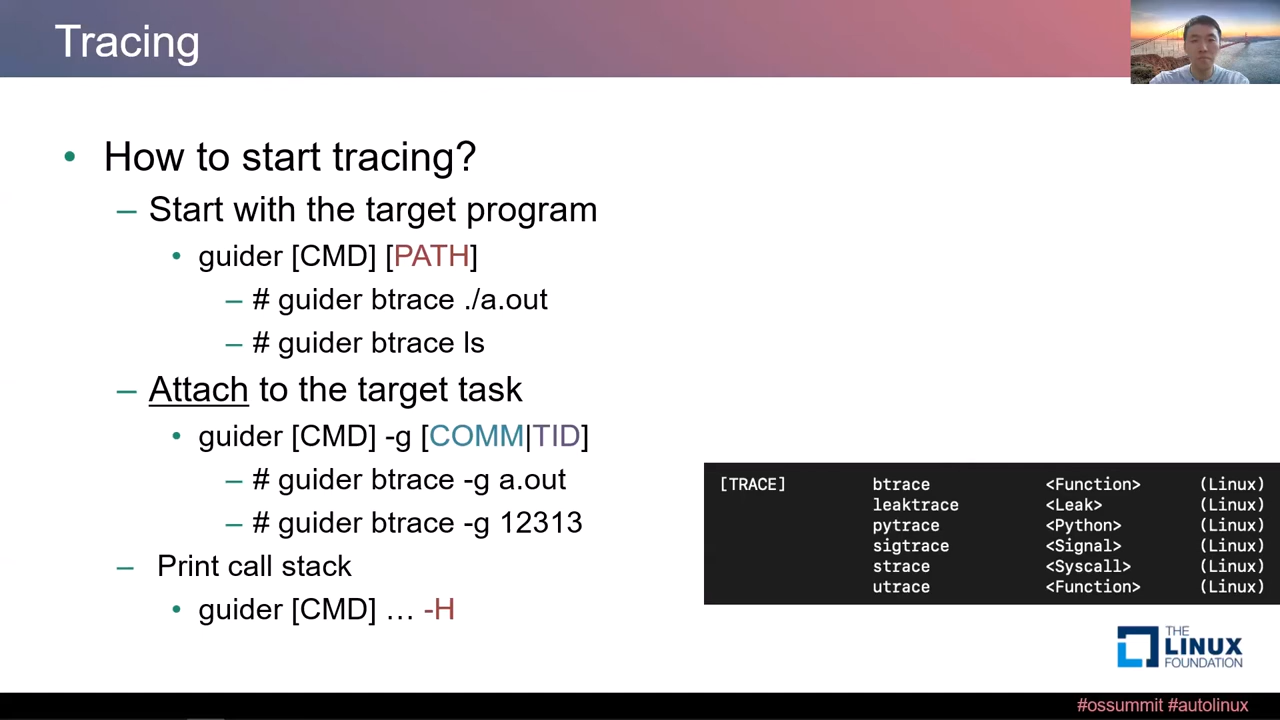 Tracing
• How to start tracing?
– Start with the target program
• guider [CMD] [PATH]
– # guider btrace ./a.out
– # guider btrace ls
– Attach to the target task
• guider [CMD] -g [COMM|TID]
– # guider btrace -g a.out
– # guider btrace -g 12313
– Print call stack
• guider [CMD] … -H
[TRACE] btrace <Function> (Linux)
leaktrace <Leak> (Linux)
pytrace <Python> (Linux)
sigtrace <Signal> (Linux)
strace <Syscall> (Linux)
utrace <Function> (Linux)
THE
LINUX
FOUNDATION
#ossummit #autolinux